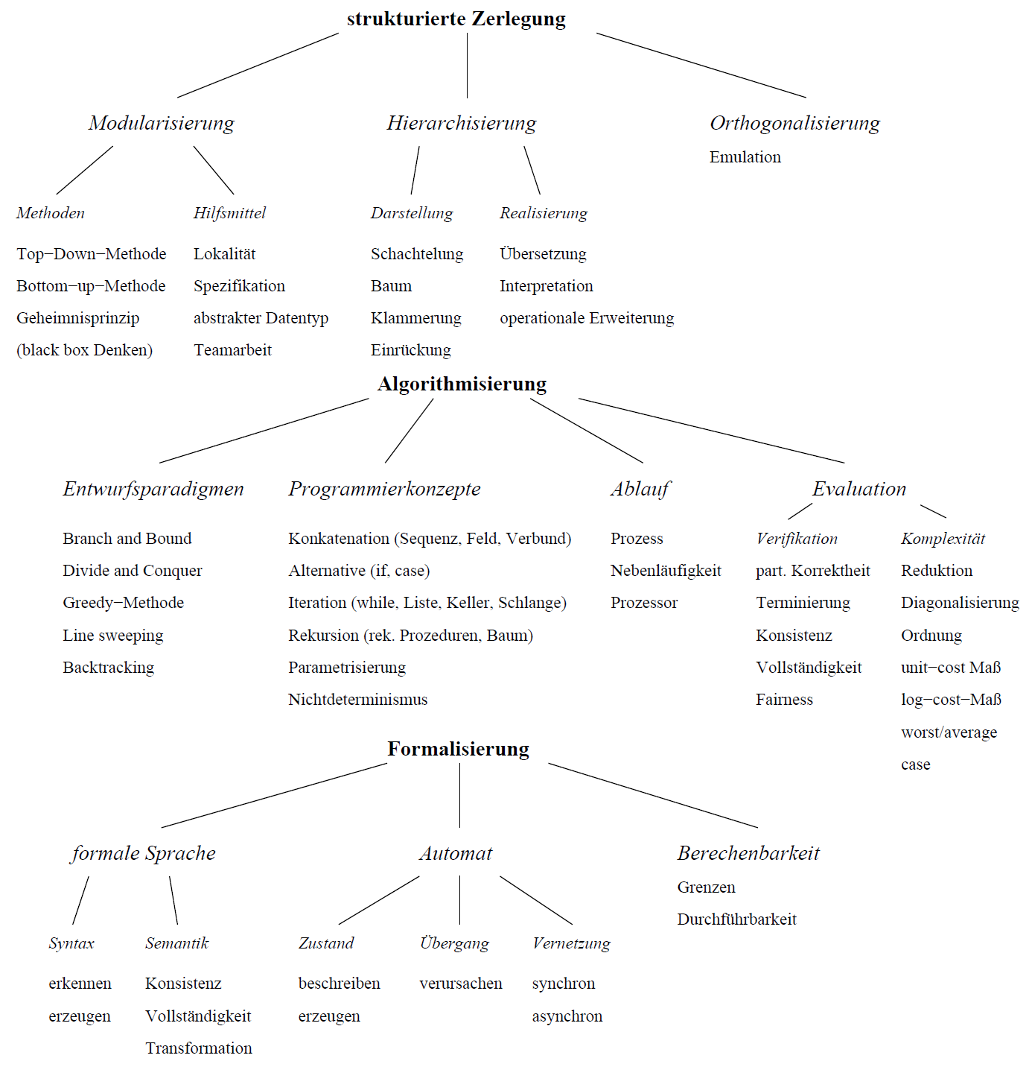 strukturierte Zerlegung
Modularisierung
Hierarchisierung
Orthogonalisierung
Emulation
Methoden
Top−Down−Methode
Bottom−up−Methode
Geheimnisprinzip
(black box Denken)
Hilfsmittel
Lokalität
Spezifikation
abstrakter Datentyp
Teamarbeit
Darstellung
Schachtelung
Baum
Klammerung
Einrückung
Realisierung
Übersetzung
Interpretation
operationale Erweiterung
Algorithmisierung
Entwurfsparadigmen
Branch and Bound
Divide and Conquer
Greedy−Methode
Line sweeping
Backtracking
Programmierkonzepte
Konkatenation (Sequenz, Feld, Verbund)
Alternative (if, case)
Iteration (while, Liste, Keller, Schlange)
Rekursion (rek. Prozeduren, Baum)
Parametrisierung
Nichtdeterminismus
Ablauf
Prozess
Nebenläufigkeit
Prozessor
Evaluation
Verifikation
part. Korrektheit
Terminierung
Konsistenz
Vollständigkeit
Fairness
Komplexität
Reduktion
Diagonalisierung
Ordnung
unit−cost Maß
log−cost−Maß
worst/average
case
Formalisierung
formale Sprache
Syntax
erkennen
erzeugen
Semantik
Konsistenz
Vollständigkeit
Transformation
Automat
Zustand
beschreiben
erzeugen
Übergang
verursachen
Vernetzung
synchron
asynchron
Berechenbarkeit
Grenzen
Durchführbarkeit